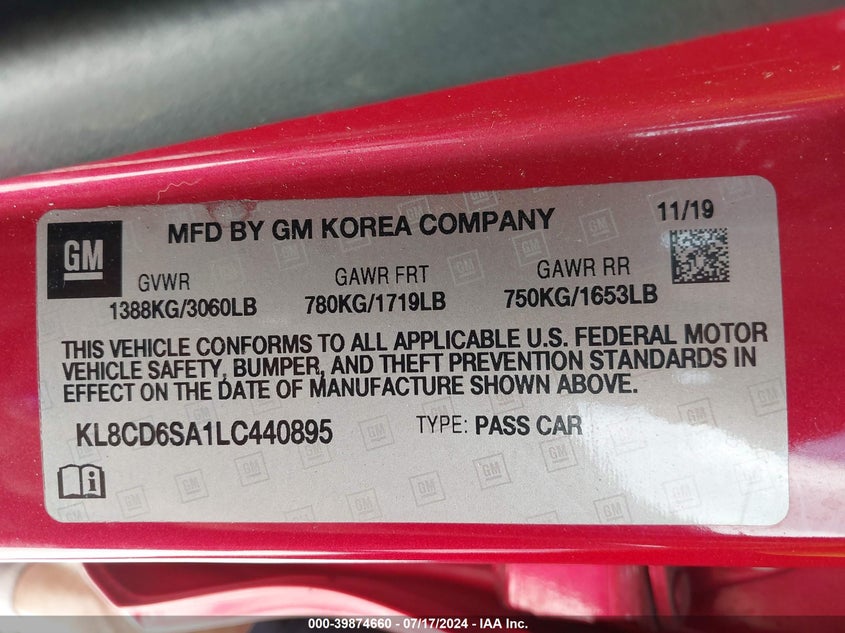 GM
MFD BY GM KOREA COMPANY
11/19
GVWR
GAWR FRT
GAWR RR
1388KG/3060LB
780KG/1719LB
750KG/1653LB
THIS VEHICLE CONFORMS TO ALL APPLICABLE U.S. FEDERAL MOTOR
VEHICLE SAFETY, BUMPER, AND THEFT PREVENTION STANDARDS IN
EFFECT ON THE DATE OF MANUFACTURE SHOWN ABOVE.
KL8CD6SA1LC440895
TYPE: PASS CAR
000-39874660 - 07/17/2024 - IAA Inc.